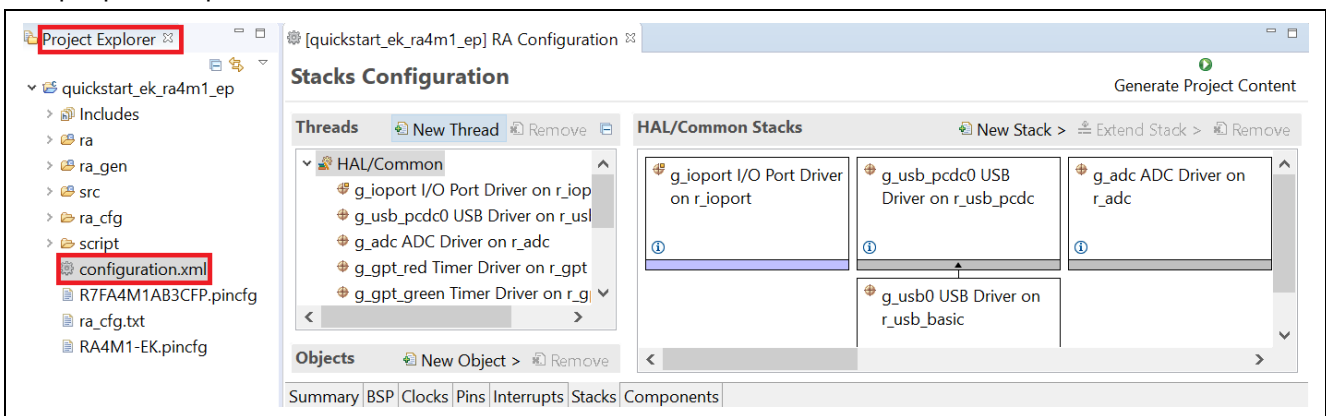 Project Explorer
quickstart_ek_ra4m1_ep
Includes
ra
ra_gen
src
ra_cfg
script
configuration.xml
R7FA4M1AB3CFP.pincfg
ra_cfg.txt
RA4M1-EK.pincfg
[quickstart_ek_ra4m1_ep] RA Configuration
Stacks Configuration
Generate Project Content
Threads New Thread Remove
HAL/Common
g_ioport I/O Port Driver on r_iop
g_usb_pcdc0 USB Driver on r_usl
g_adc ADC Driver on r_adc
g_gpt_red Timer Driver on r_gpt
g_gpt_green Timer Driver on r_g
Objects New Object > Remove
HAL/Common Stacks New Stack > Extend Stack > Remove
g_ioport I/O Port Driver
on r_ioport
g_usb_pcdc0 USB
Driver on r_usb_pcdc
g_adc ADC Driver on
r_adc
g_usb0 USB Driver on
r_usb_basic
Summary BSP Clocks Pins Interrupts Stacks Components